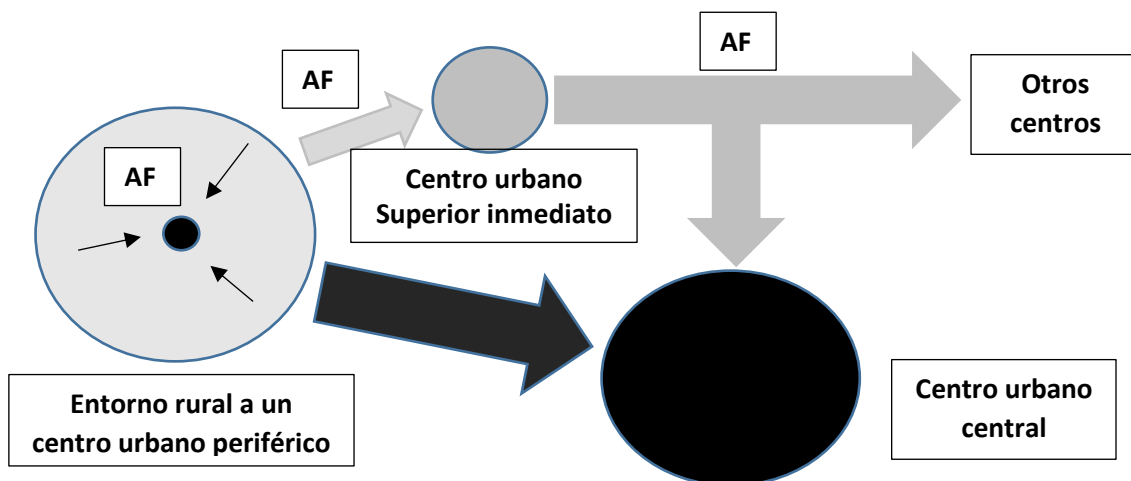 AF
AF
AF
Otros
centros
Centro urbano
Superior inmediato
Entorno rural a un
centro urbano periférico
Centro urbano
central